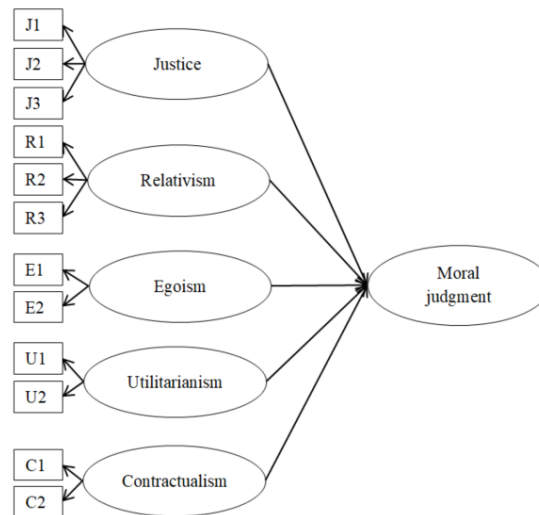 J1
J2
J3
Justice
R1
R2
R3
Relativism
E1
E2
Egoism
U1
U2
Utilitarianism
C1
C2
Contractualism
Moral
judgment